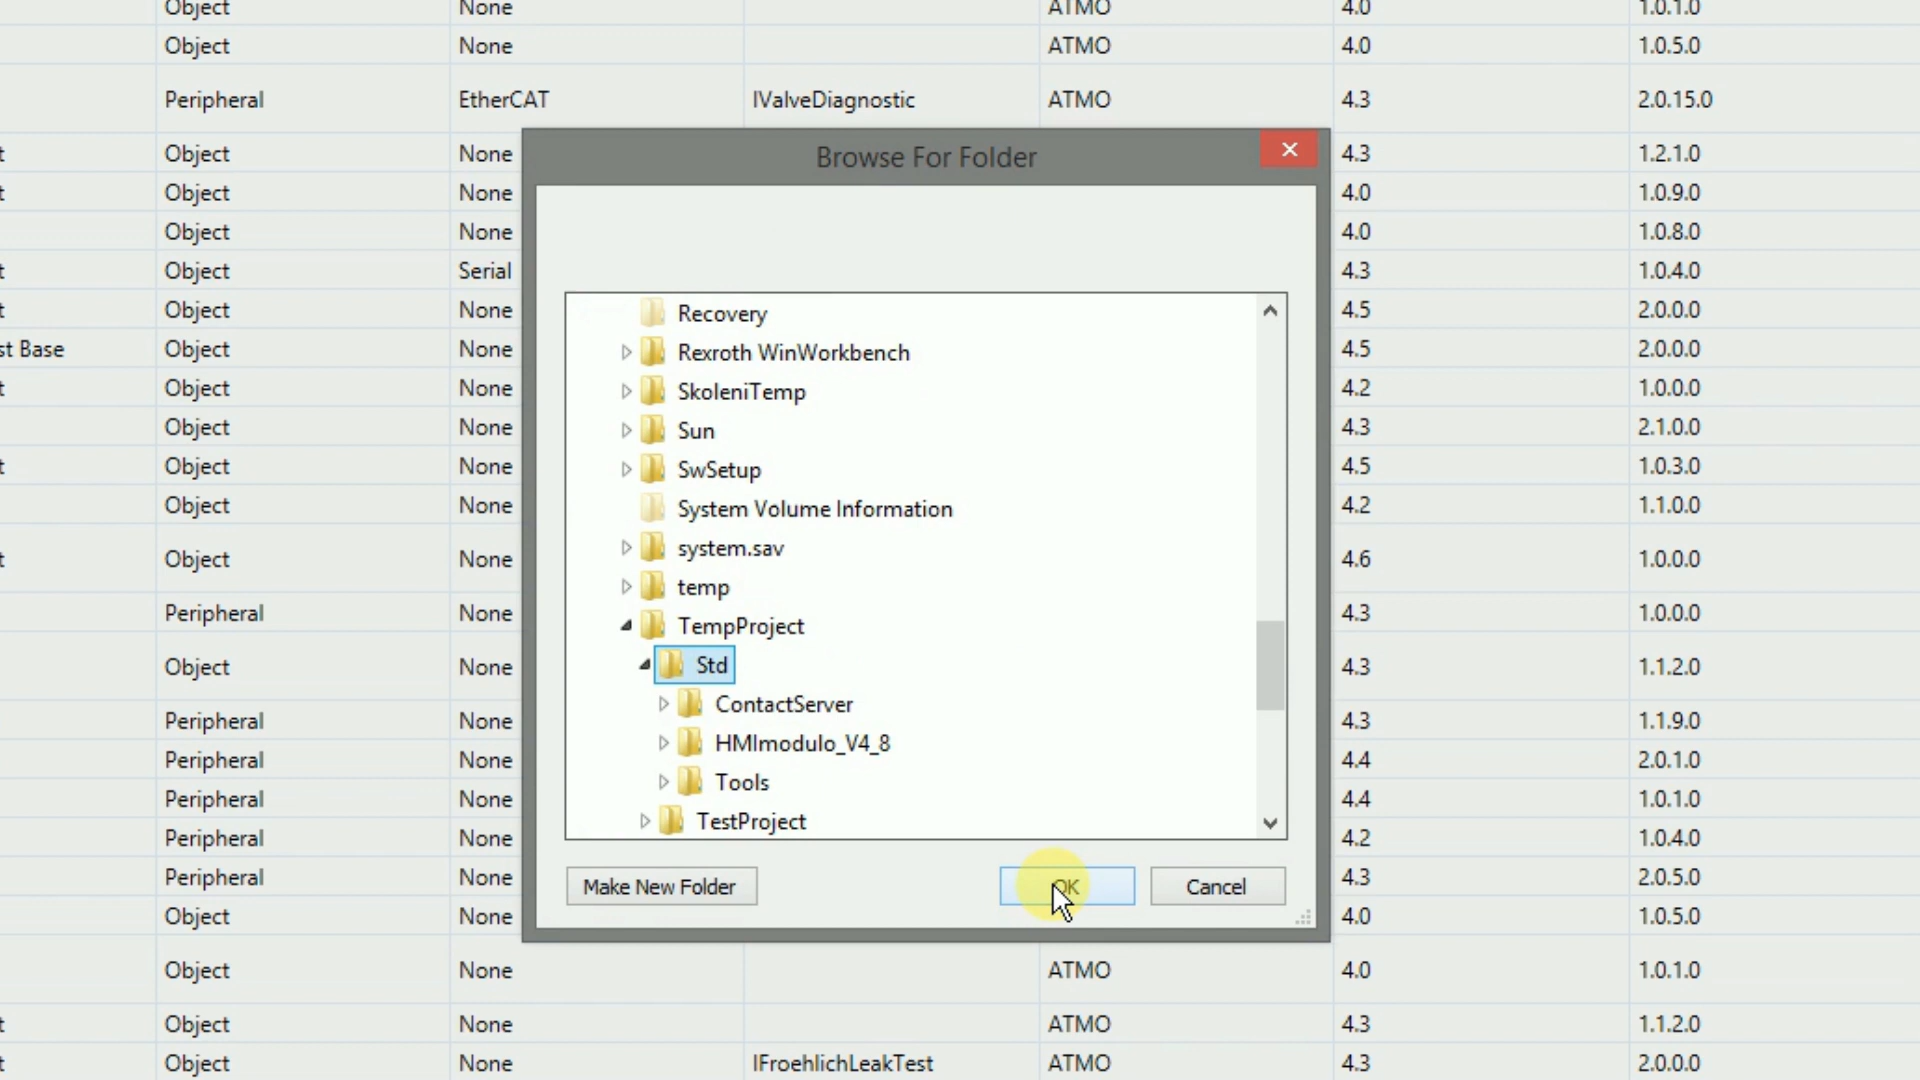 Object None ATMO 4.0 1.0.1.0
Object None ATMO 4.0 1.0.5.0
Peripheral EtherCAT IValveDiagnostic ATMO 4.3 2.0.15.0
t Object None 4.3 1.2.1.0
t Object None 4.0 1.0.9.0
Object None 4.0 1.0.8.0
t Object Serial 4.3 1.0.4.0
t Object None 4.5 2.0.0.0
st Base Object None 4.5 2.0.0.0
t Object None 4.2 1.0.0.0
Object None 4.3 2.1.0.0
t Object None 4.5 1.0.3.0
Object None 4.2 1.1.0.0
t Object None 4.6 1.0.0.0
Peripheral None 4.3 1.0.0.0
Object None 4.3 1.1.2.0
Peripheral None 4.3 1.1.9.0
Peripheral None 4.4 2.0.1.0
Peripheral None 4.4 1.0.1.0
Peripheral None 4.2 1.0.4.0
Peripheral None 4.3 2.0.5.0
Object None 4.0 1.0.5.0
Object None ATMO 4.0 1.0.1.0
t Object None ATMO 4.3 1.1.2.0
t Object None IFroehlichLeakTest ATMO 4.3 2.0.0.0
Browse For Folder
Recovery
Rexroth WinWorkbench
SkoleniTemp
Sun
SwSetup
System Volume Information
system.sav
temp
TempProject
Std
ContactServer
HMImodulo_V4_8
Tools
TestProject
Make New Folder OK Cancel